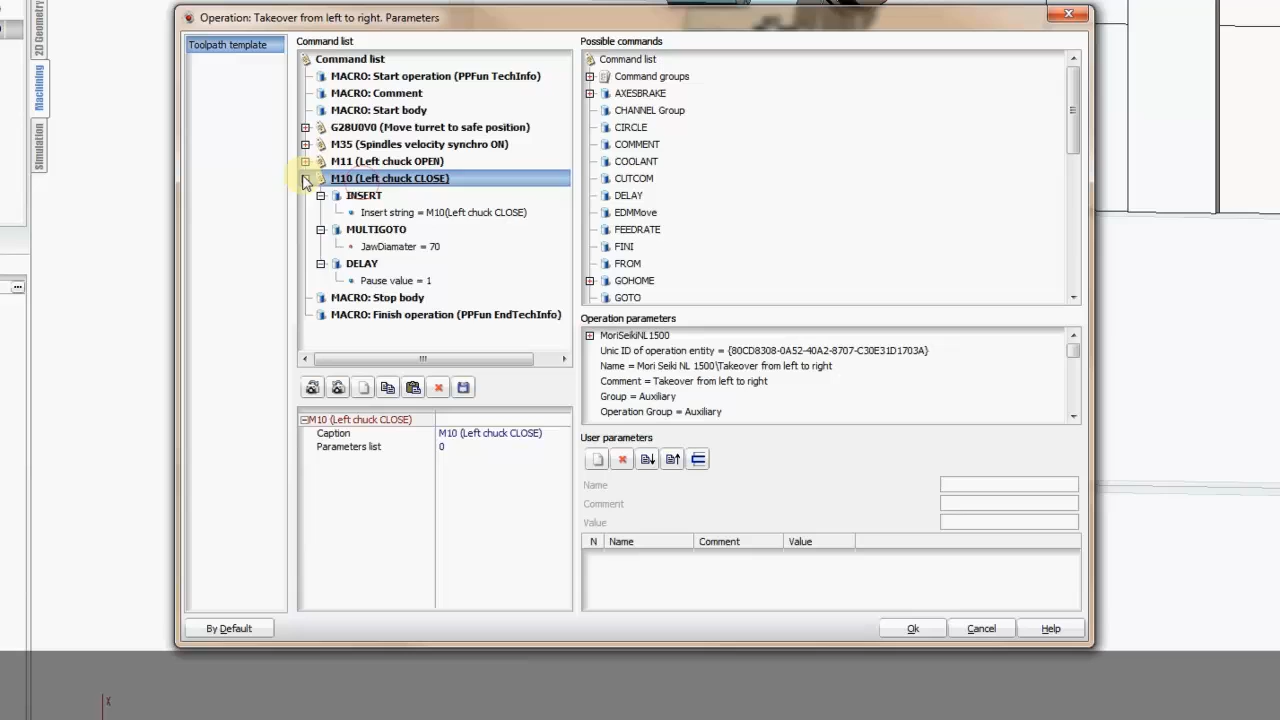 Operation: Takeover from left to right. Parameters
2D Geometry
Machining
Simulation
Toolpath template
Command list
Command list
MACRO: Start operation (PPFun TechInfo)
MACRO: Comment
MACRO: Start body
G28U0V0 (Move turret to safe position)
M35 (Spindles velocity synchro ON)
M11 (Left chuck OPEN)
M10 (Left chuck CLOSE)
INSERT
Insert string = M10(Left chuck CLOSE)
MULTIGOTO
JawDiamater = 70
DELAY
Pause value = 1
MACRO: Stop body
MACRO: Finish operation (PPFun EndTechInfo)
M10 (Left chuck CLOSE)
Caption M10 (Left chuck CLOSE)
Parameters list 0
Possible commands
Command list
Command groups
AXESBRAKE
CHANNEL Group
CIRCLE
COMMENT
COOLANT
CUTCOM
DELAY
EDMMove
FEEDRATE
FINI
FROM
GOHOME
GOTO
Operation parameters
MoriSeikiNL1500
Unic ID of operation entity = {80CD8308-0A52-40A2-8707-C30E31D1703A}
Name = Mori Seiki NL 1500\Takeover from left to right
Comment = Takeover from left to right
Group = Auxiliary
Operation Group = Auxiliary
User parameters
Name
Comment
Value
N Name Comment Value
By Default
Ok Cancel Help
X